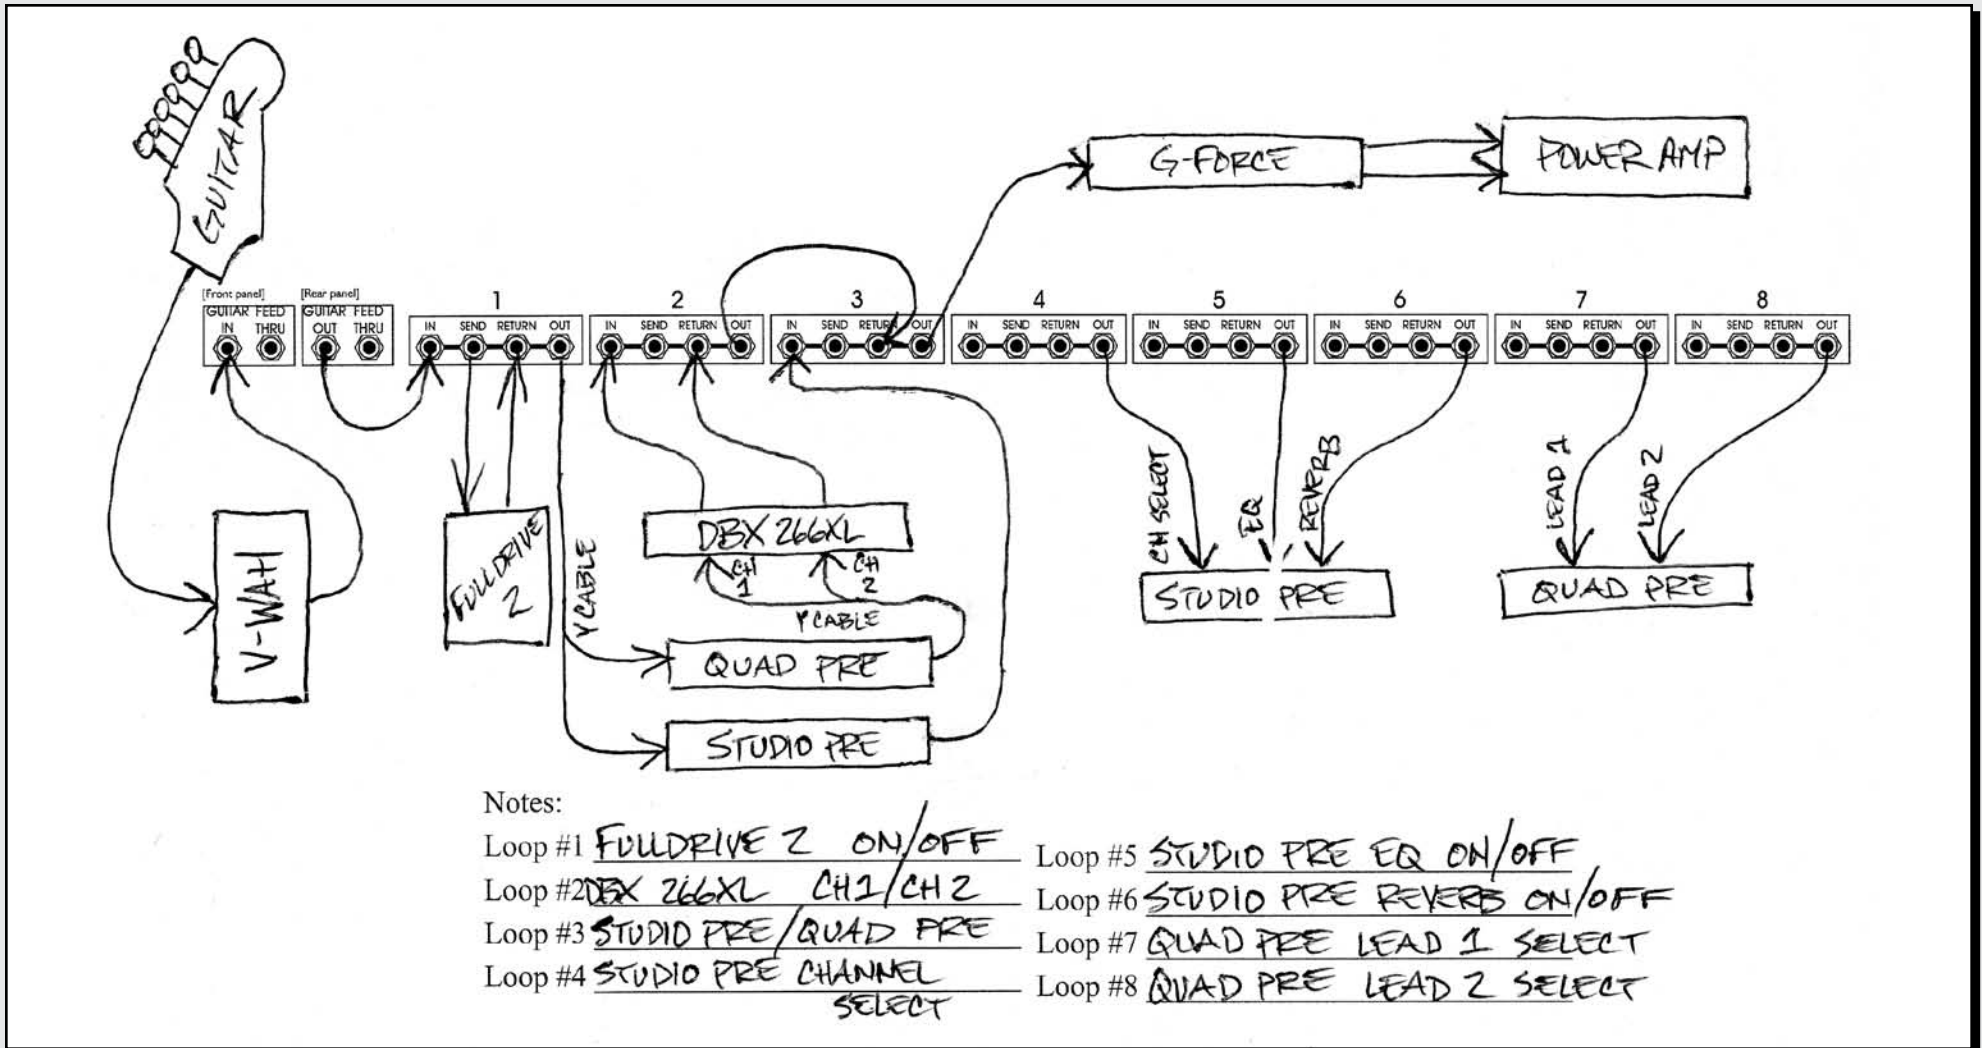 GUITAR
G-FORCE
POWER AMP
[Front panel]
[Rear panel]
GUITAR FEED
IN THRU
GUITAR FEED
OUT THRU
1
2
3
4
5
6
7
8
IN SEND RETURN OUT
IN SEND RETURN OUT
IN SEND RETURN OUT
IN SEND RETURN OUT
IN SEND RETURN OUT
IN SEND RETURN OUT
IN SEND RETURN OUT
IN SEND RETURN OUT
V-WAH
FULLDRIVE
2
Y CABLE
DBX 266XL
CH
1
CH
2
Y CABLE
QUAD PRE
STUDIO PRE
CH SELECT
EQ
REVERB
STUDIO PRE
LEAD 1
LEAD 2
QUAD PRE
Notes:
Loop #1 FULLDRIVE 2 ON/OFF
Loop #2 DBX 266XL CH1/CH2
Loop #3 STUDIO PRE/QUAD PRE
Loop #4 STUDIO PRE CHANNEL
SELECT
Loop #5 STUDIO PRE EQ ON/OFF
Loop #6 STUDIO PRE REVERB ON/OFF
Loop #7 QUAD PRE LEAD 1 SELECT
Loop #8 QUAD PRE LEAD 2 SELECT